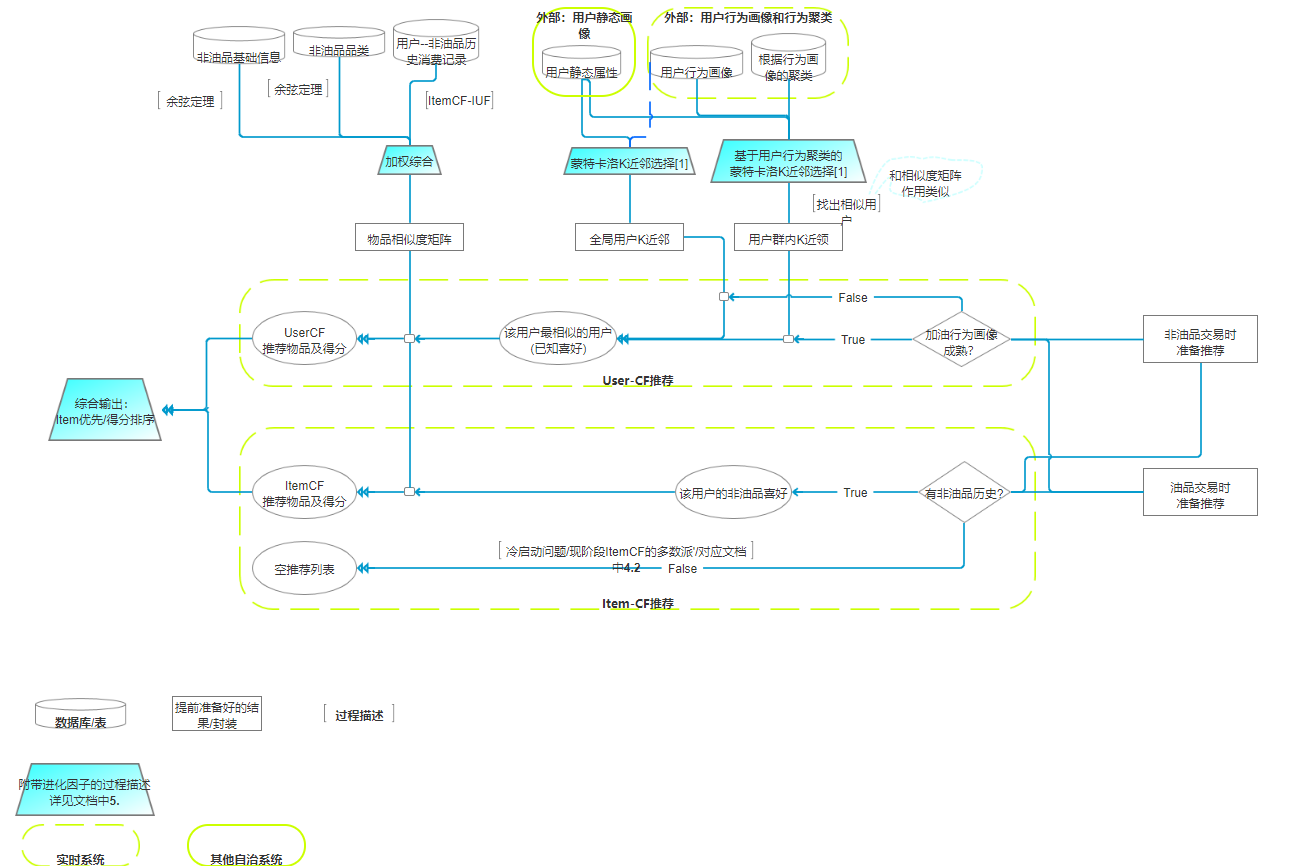 外部：用户静态画
像
外部：用户行为画像和行为聚类
非油品基础信息
非油品品类
用户--非油品历
史消费记录
用户静态属性
用户行为画像
根据行为画
像的聚类
余弦定理
余弦定理
ItemCF-IUF
加权综合
蒙特卡洛K近邻选择[1]
基于用户行为聚类的
蒙特卡洛K近邻选择[1]
和相似度矩阵
作用类似
找出相似用
户
物品相似度矩阵
全局用户K近邻
用户群内K近领
False
UserCF
推荐物品及得分
该用户最相似的用户
(已知喜好)
True
加油行为画像
成熟?
非油品交易时
准备推荐
User-CF推荐
综合输出：
Item优先/得分排序
ItemCF
推荐物品及得分
该用户的非油品喜好
True
有非油品历史?
油品交易时
准备推荐
冷启动问题/现阶段ItemCF的多数派'/对应文档
中4.2
False
空推荐列表
Item-CF推荐
数据库/表
提前准备好的结
果/封装
过程描述
附带进化因子的过程描述
详见文档中5.
实时系统
其他自治系统